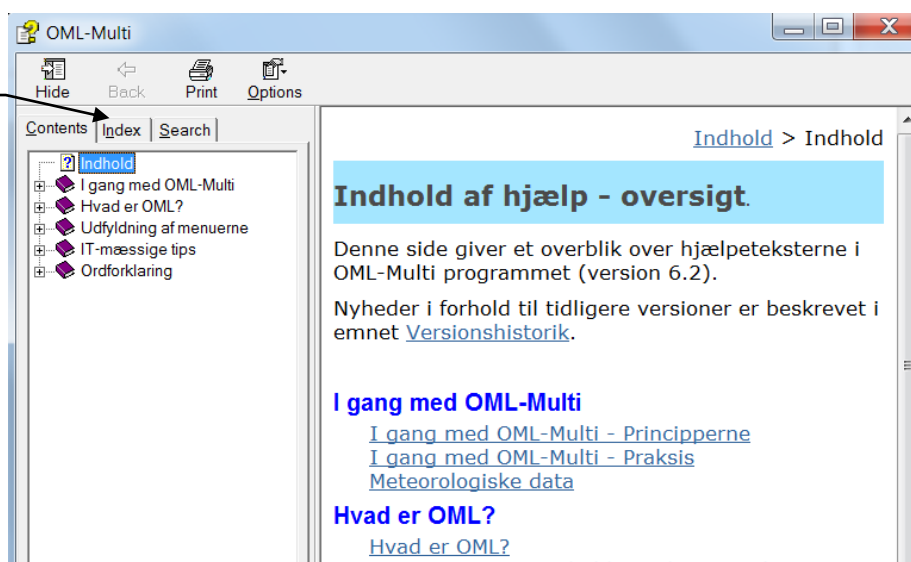 OML-Multi
Hide Back Print Options
Contents Index Search
Indhold
I gang med OML-Multi
Hvad er OML?
Udfyldning af menuerne
IT-mæssige tips
Ordforklaring
Indhold > Indhold
Indhold af hjælp - oversigt.
Denne side giver et overblik over hjælpeteksterne i
OML-Multi programmet (version 6.2).
Nyheder i forhold til tidligere versioner er beskrevet i
emnet Versionshistorik.
I gang med OML-Multi
I gang med OML-Multi - Principperne
I gang med OML-Multi - Praksis
Meteorologiske data
Hvad er OML?
Hvad er OML?